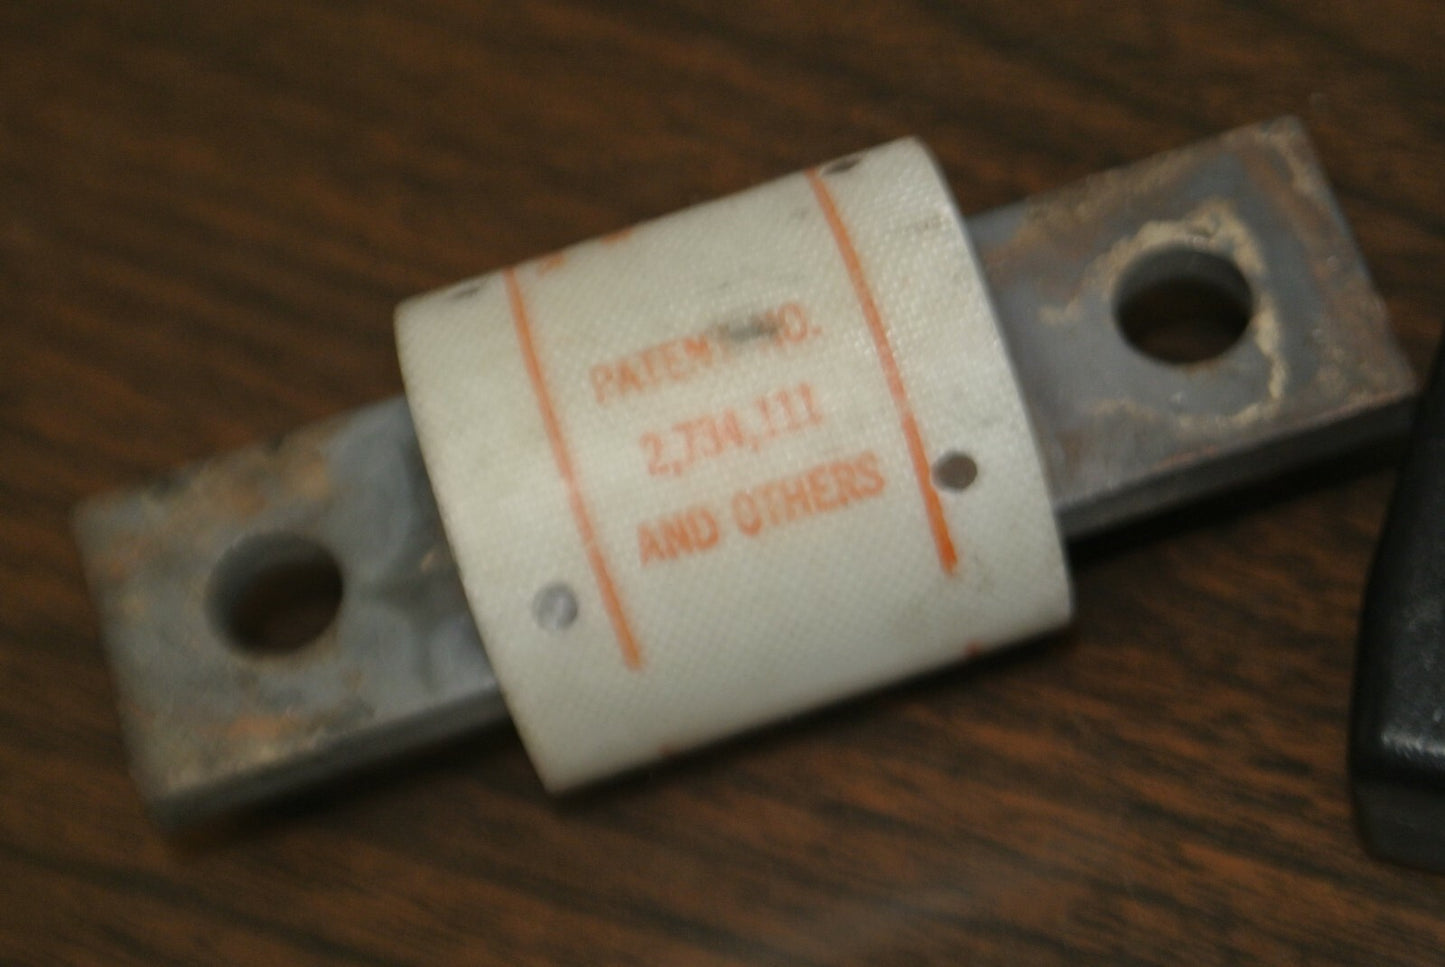 PATENT NO.
2,734,111
AND OTHERS